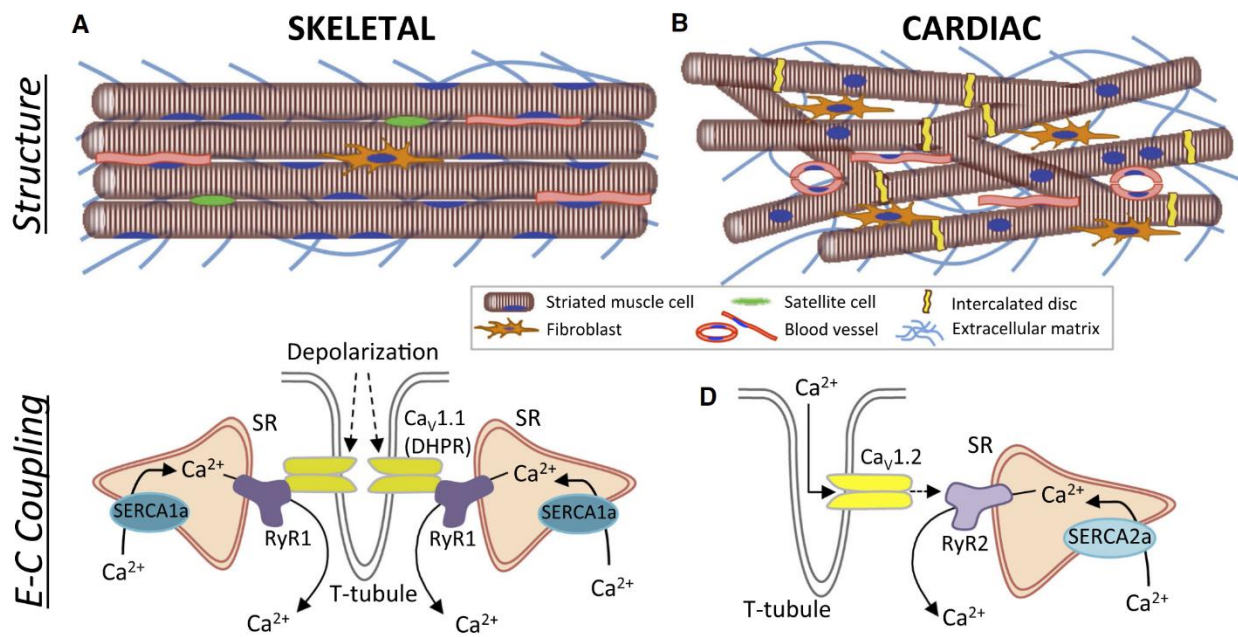 A
SKELETAL
B
CARDIAC
Structure
Striated muscle cell
Satellite cell
Intercalated disc
Fibroblast
Blood vessel
Extracellular matrix
E-C Coupling
Depolarization
SR
Ca²⁺
SERCA1a
Ca²⁺
RyR1
Ca²⁺
Caᵥ1.1
(DHPR)
SR
Ca²⁺
SERCA1a
RyR1
Ca²⁺
Ca²⁺
T-tubule
D
Ca²⁺
Caᵥ1.2
SR
Ca²⁺
RyR2
SERCA2a
T-tubule
Ca²⁺
Ca²⁺